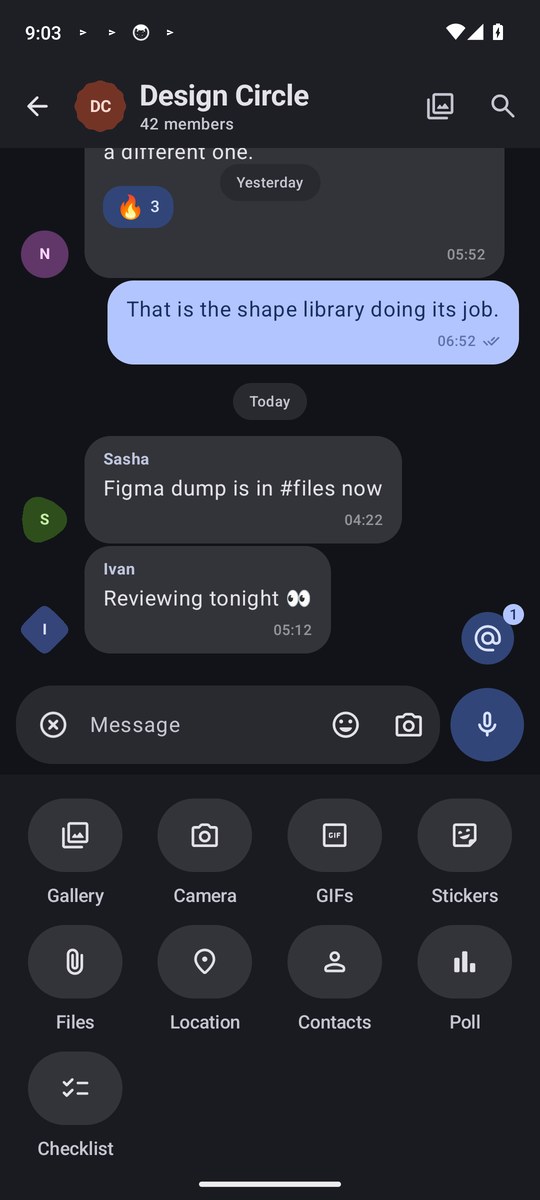 9:03
DC
Design Circle
42 members
a different one.
Yesterday
🔥 3
N
05:52
That is the shape library doing its job.
06:52
Today
Sasha
Figma dump is in #files now
S
04:22
Ivan
Reviewing tonight 👀
I
05:12
1
Message
GIF
Gallery
Camera
GIFs
Stickers
Files
Location
Contacts
Poll
Checklist